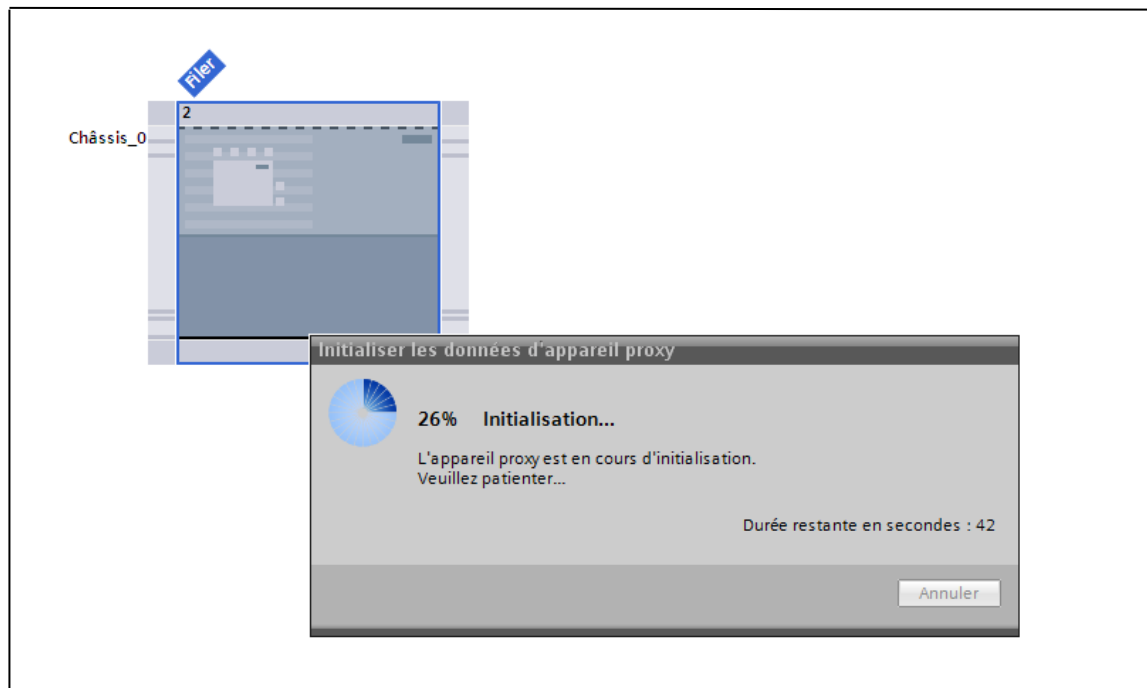 Filer
2
Châssis_0
Initialiser les données d'appareil proxy
26% Initialisation...
L'appareil proxy est en cours d'initialisation.
Veuillez patienter...
Durée restante en secondes : 42
Annuler